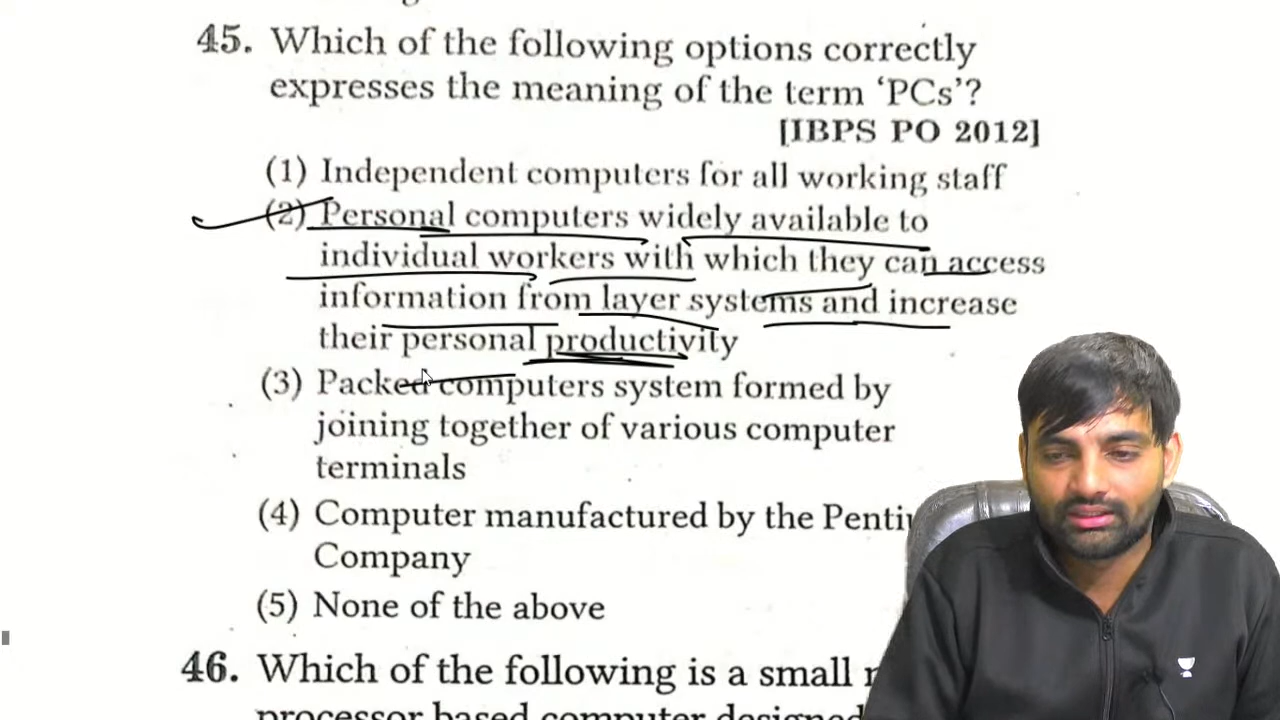 45. Which of the following options correctly
expresses the meaning of the term ‘PCs’?
[IBPS PO 2012]
(1) Independent computers for all working staff
(2) Personal computers widely available to
individual workers with which they can access
information from layer systems and increase
their personal productivity
(3) Packed computers system formed by
joining together of various computer
terminals
(4) Computer manufactured by the
Company
(5) None of the above
46. Which of the following is a small
processor based computer designed